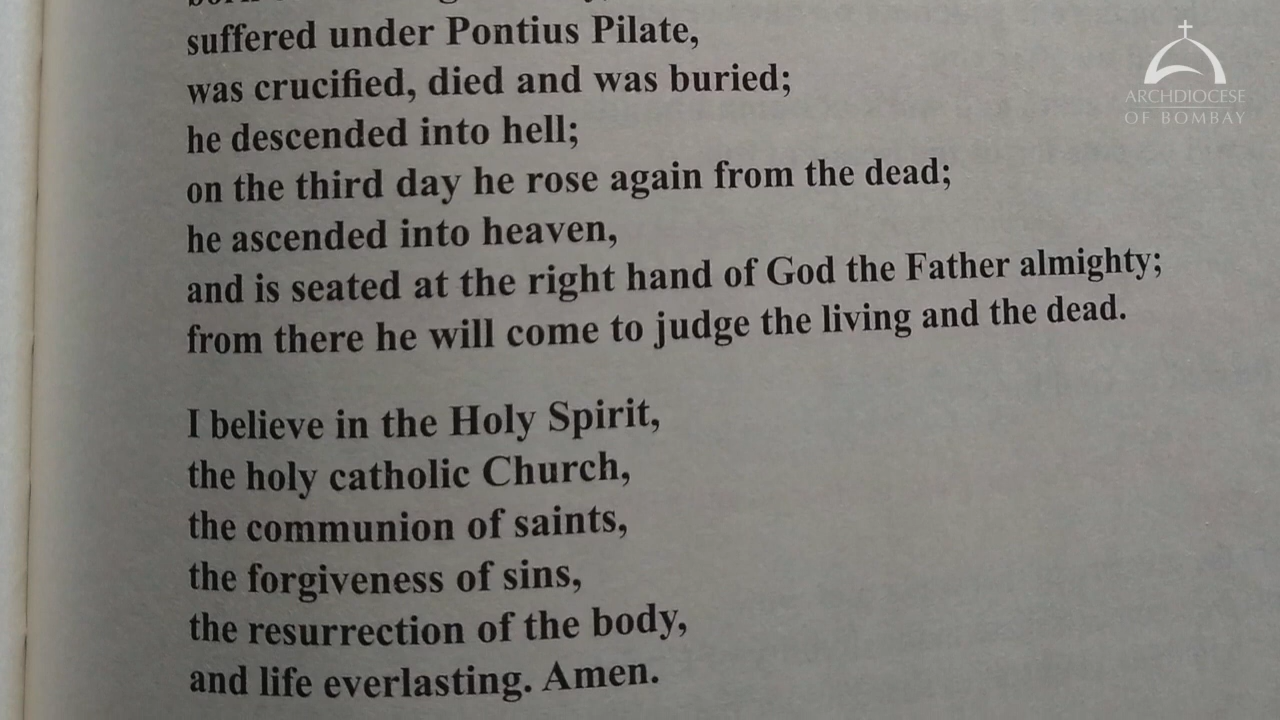 suffered under Pontius Pilate,
was crucified, died and was buried;
he descended into hell;
on the third day he rose again from the dead;
he ascended into heaven,
and is seated at the right hand of God the Father almighty;
from there he will come to judge the living and the dead.
I believe in the Holy Spirit,
the holy catholic Church,
the communion of saints,
the forgiveness of sins,
the resurrection of the body,
and life everlasting. Amen.
ARCHDIOCESE
OF BOMBAY